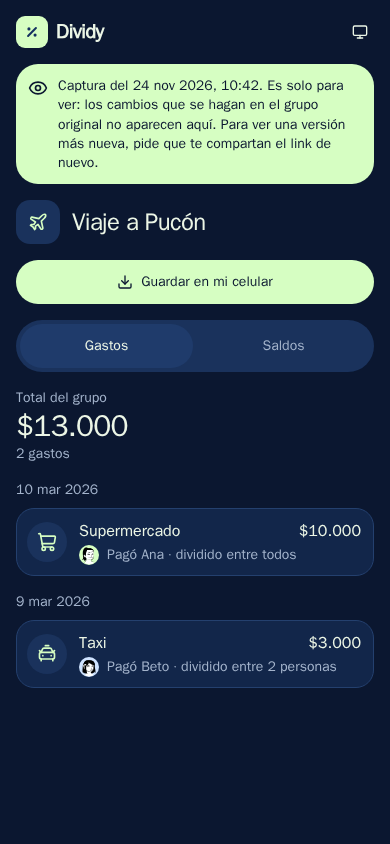 Dividy
Captura del 24 nov 2026, 10:42. Es solo para
ver: los cambios que se hagan en el grupo
original no aparecen aquí. Para ver una versión
más nueva, pide que te compartan el link de
nuevo.
Viaje a Pucón
Guardar en mi celular
Gastos
Saldos
Total del grupo
$13.000
2 gastos
10 mar 2026
Supermercado
$10.000
Pagó Ana · dividido entre todos
9 mar 2026
Taxi
$3.000
Pagó Beto · dividido entre 2 personas